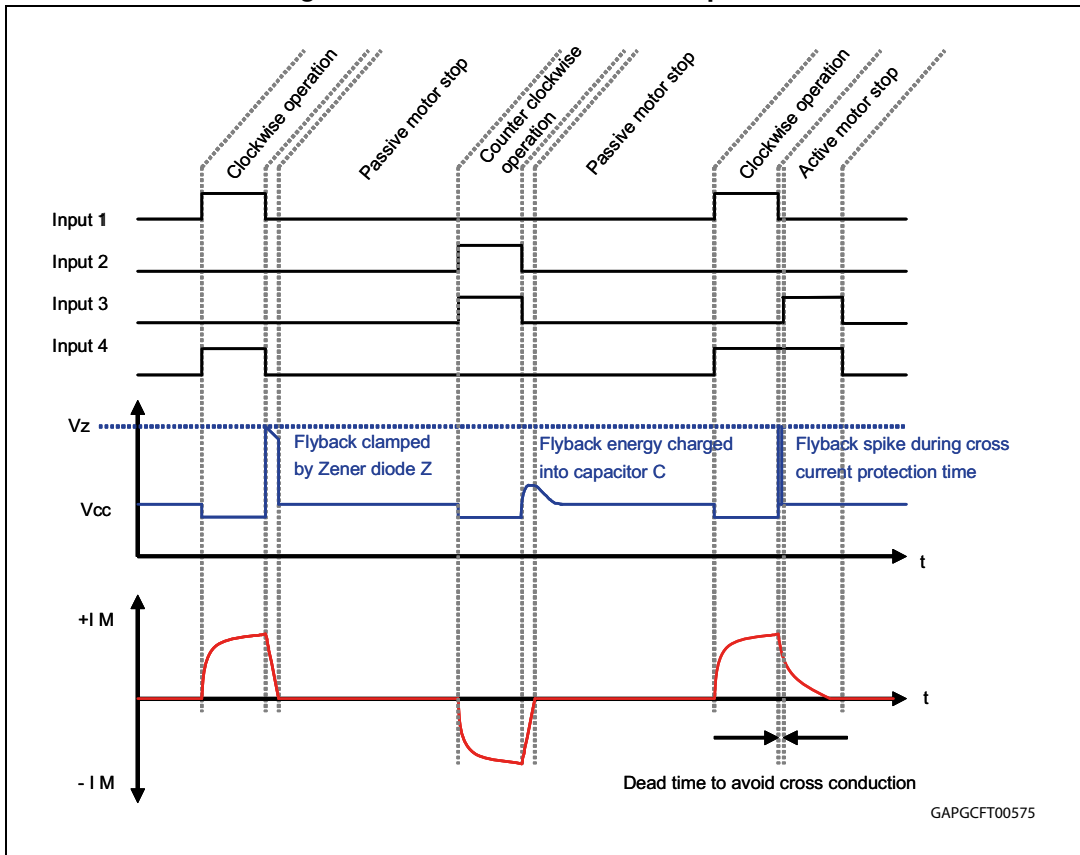 Clockwise operation
Passive motor stop
Counter clockwise
operation
Passive motor stop
Clockwise operation
Active motor stop
Input 1
Input 2
Input 3
Input 4
Vz
Flyback clamped
by Zener diode Z
Flyback energy charged
into capacitor C
Flyback spike during cross
current protection time
Vcc
t
+I M
t
- I M
Dead time to avoid cross conduction
GAPGCFT00575